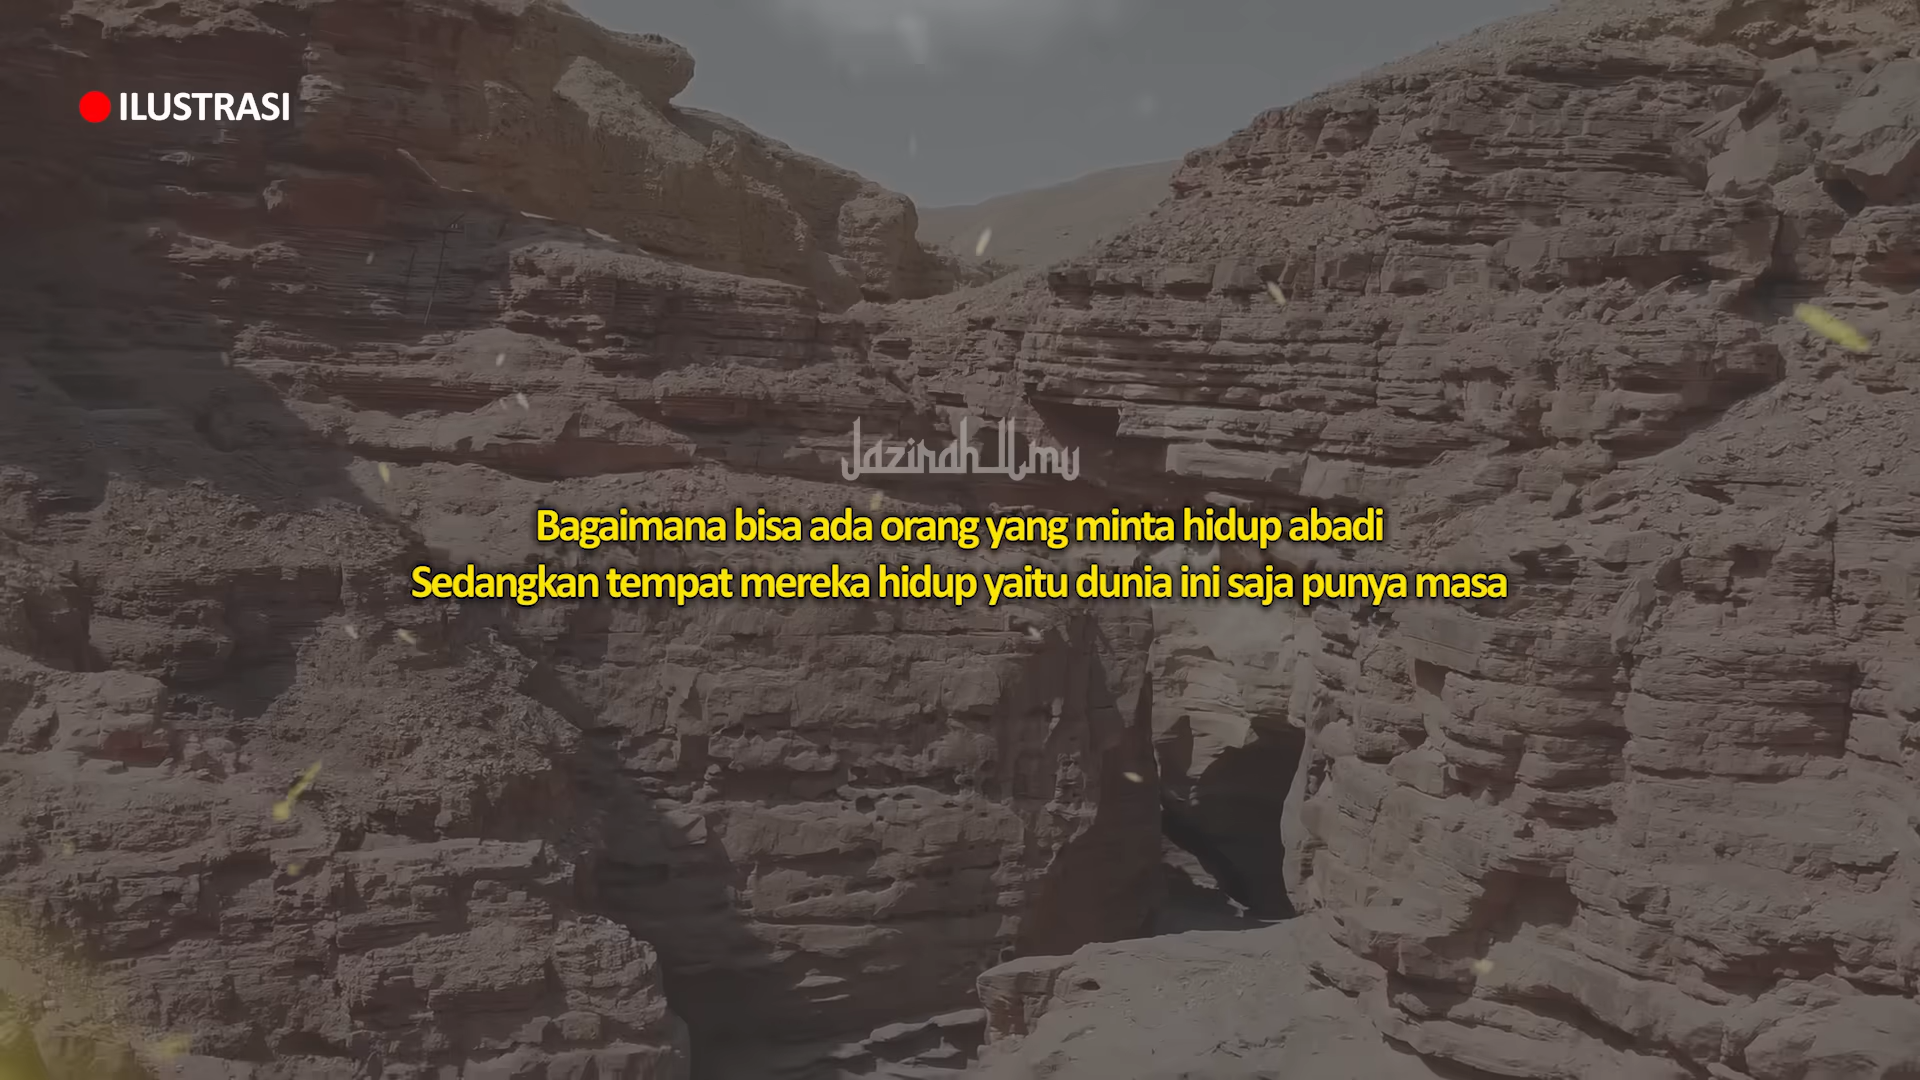 ILUSTRASI
Jazirah Ilmu
Bagaimana bisa ada orang yang minta hidup abadi
Sedangkan tempat mereka hidup yaitu dunia ini saja punya masa